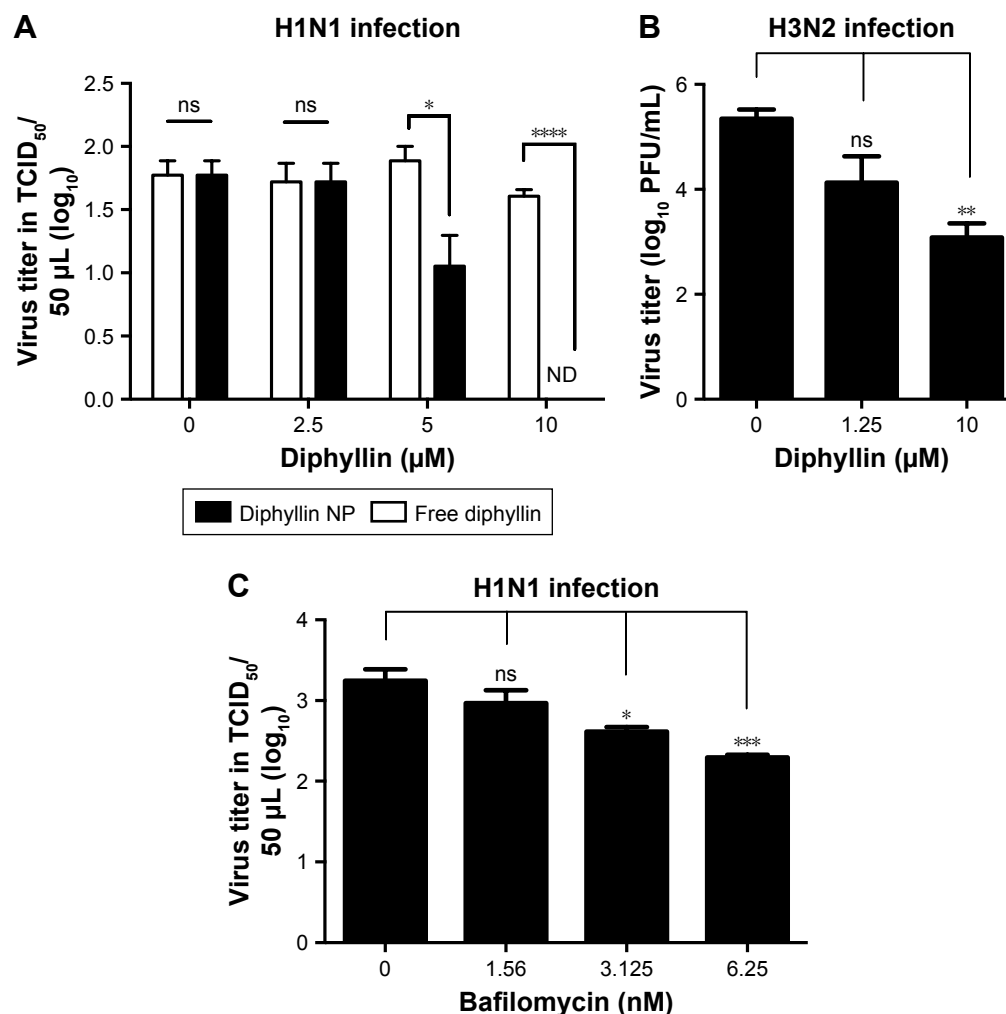 A
H1N1 infection
Virus titer in TCID50/
50 µL (log10)
2.5
2.0
1.5
1.0
0.5
0.0
ns
ns
*
****
ND
0
2.5
5
10
Diphyllin (µM)
Diphyllin NP
Free diphyllin
B
H3N2 infection
Virus titer (log10 PFU/mL)
6
4
2
0
ns
**
0
1.25
10
Diphyllin (µM)
C
H1N1 infection
Virus titer in TCID50/
50 µL (log10)
4
3
2
1
0
ns
*
***
0
1.56
3.125
6.25
Bafilomycin (nM)